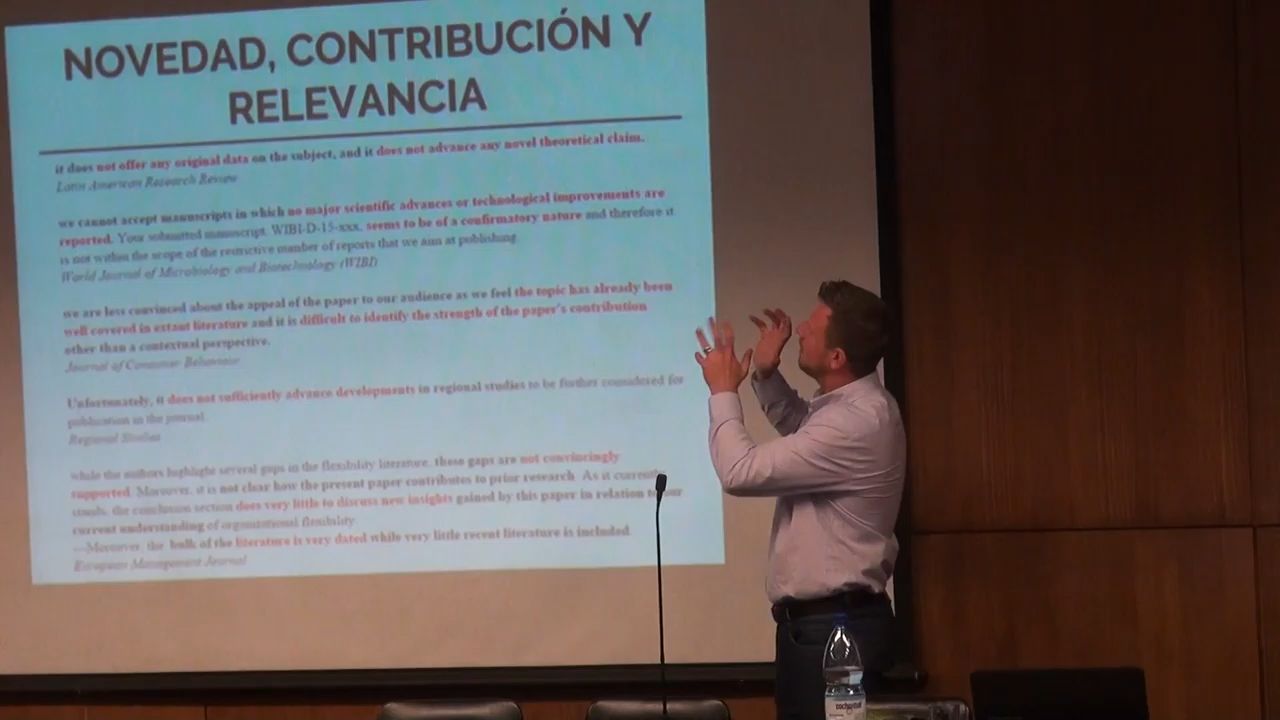 NOVEDAD, CONTRIBUCIÓN Y
RELEVANCIA
it does not offer any original data on the subject, and it does not advance any novel theoretical claim.
Latin American Research Review
we cannot accept manuscripts in which no major scientific advances or technological improvements are
reported. Your submitted manuscript, WIBI-D-15-xxx, seems to be of a confirmatory nature and therefore it
is not within the scope of the restrictive number of reports that we aim at publishing.
World Journal of Microbiology and Biotechnology (WIBI)
we are less convinced about the appeal of the paper to our audience as we feel the topic has already been
well covered in extant literature and it is difficult to identify the strength of the paper's contribution
other than a contextual perspective.
Journal of Consumer Behaviour
Unfortunately, it does not sufficiently advance developments in regional studies to be further considered for
publication in the journal.
Regional Studies
while the authors highlight several gaps in the flexibility literature, these gaps are not convincingly
supported. Moreover, it is not clear how the present paper contributes to prior research. As it currently
stands, the conclusion section does very little to discuss new insights gained by this paper in relation to our
current understanding of organizational flexibility.
---Moreover, the bulk of the literature is very dated while very little recent literature is included
European Management Journal